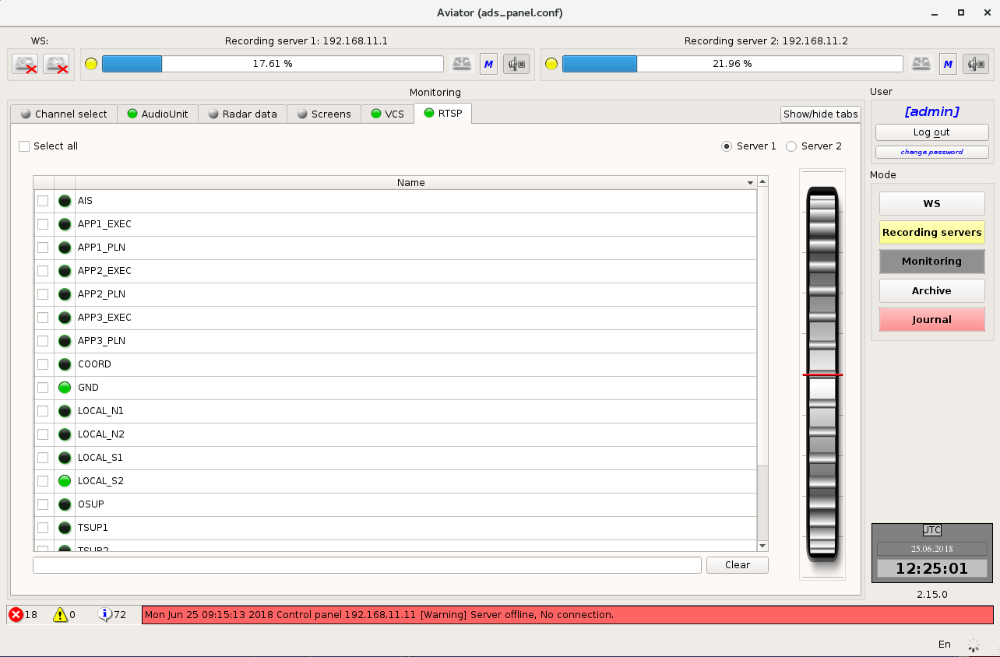 Aviator (ads_panel.conf)
WS:
Recording server 1: 192.168.11.1
Recording server 2: 192.168.11.2
17.61 %
M
21.96 %
M
Monitoring
User
Channel select
AudioUnit
Radar data
Screens
VCS
RTSP
Show/hide tabs
[admin]
Log out
change password
Select all
Server 1
Server 2
Mode
WS
Recording servers
Monitoring
Archive
Journal
Name
AIS
APP1_EXEC
APP1_PLN
APP2_EXEC
APP2_PLN
APP3_EXEC
APP3_PLN
COORD
GND
LOCAL_N1
LOCAL_N2
LOCAL_S1
LOCAL_S2
OSUP
TSUP1
TSUP2
Clear
UTC
25.06.2018
12:25:01
2.15.0
18
0
72
Mon Jun 25 09:15:13 2018 Control panel 192.168.11.11 [Warning] Server offline, No connection.
En